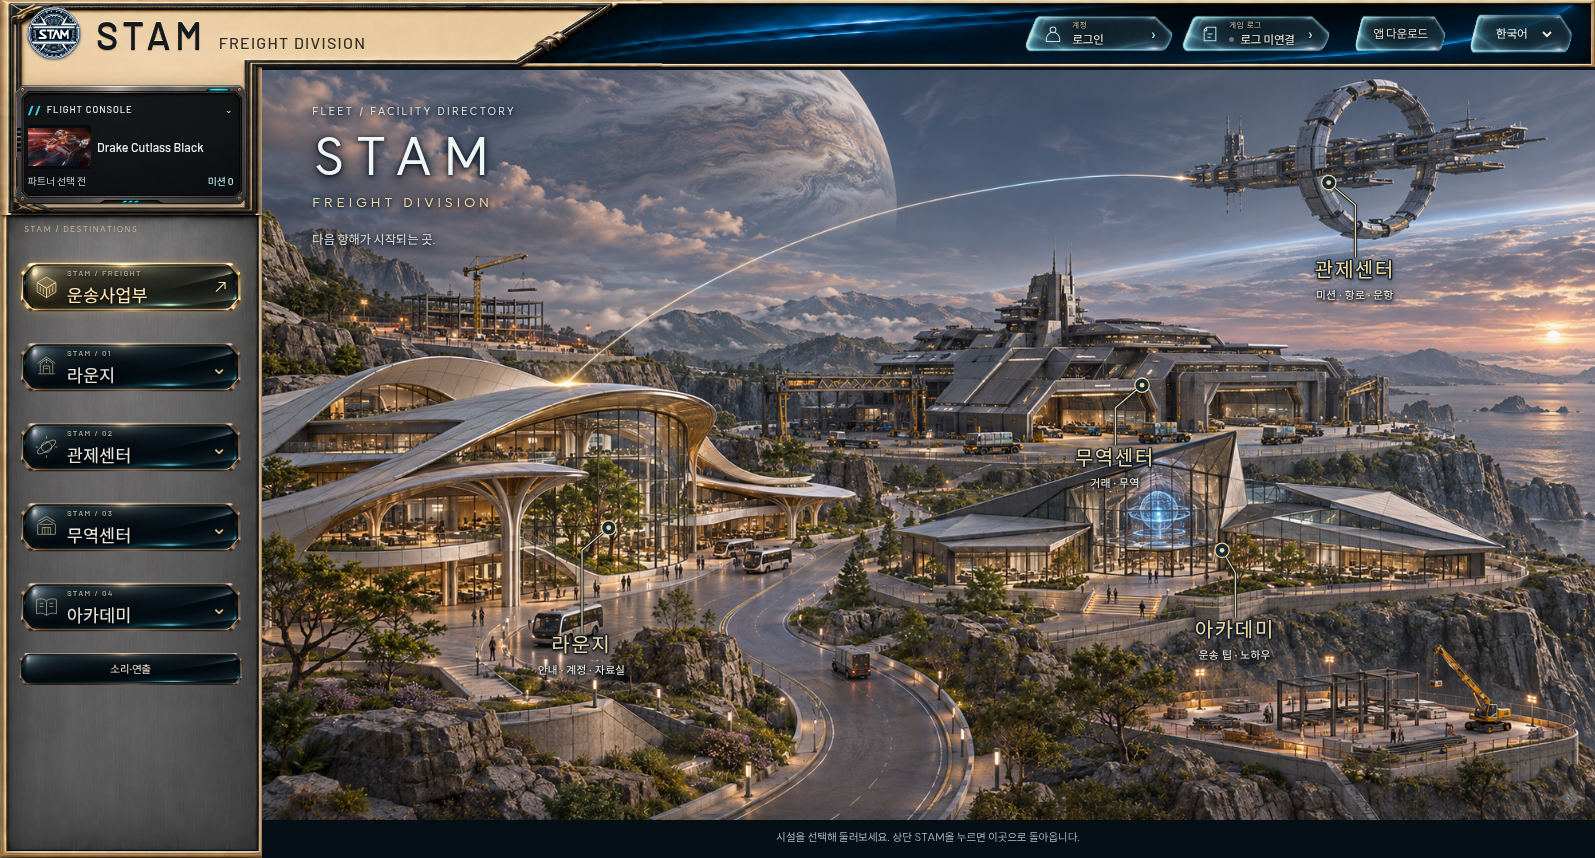 STAM
STAM FREIGHT DIVISION
계정
로그인
게임 로그
로그 미연결
앱 다운로드
한국어
// FLIGHT CONSOLE
Drake Cutlass Black
파트너 선택 전
미션 0
STAM / DESTINATIONS
STAM / FREIGHT
운송사업부
STAM / 01
라운지
STAM / 02
관제센터
STAM / 03
무역센터
STAM / 04
아카데미
소리·연출
FLEET / FACILITY DIRECTORY
STAM
FREIGHT DIVISION
다음 항해가 시작되는 곳.
관제센터
미션 · 항로 · 운항
무역센터
거래 · 무역
아카데미
운송 팁 · 노하우
라운지
안내 · 계정 · 자료실
시설을 선택해 둘러보세요. 상단 STAM을 누르면 이곳으로 돌아옵니다.